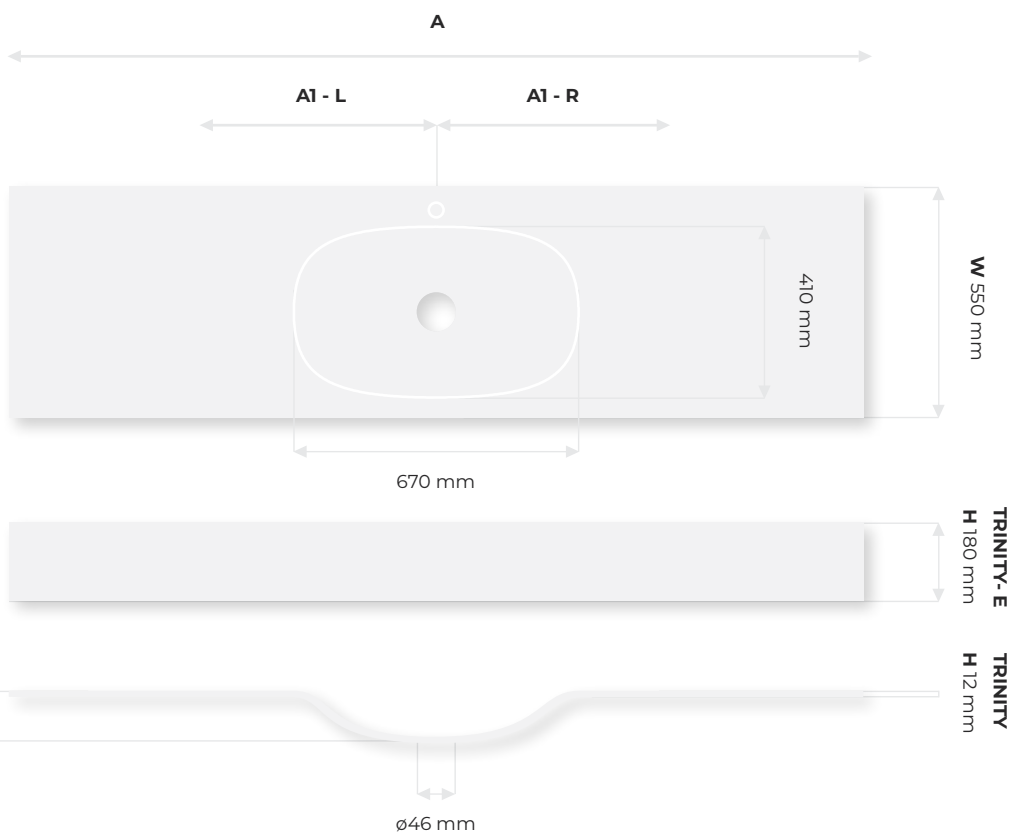 A
A1 - L
A1 - R
410 mm
W 550 mm
670 mm
TRINITY- E
H 180 mm
TRINITY
H 12 mm
ø46 mm